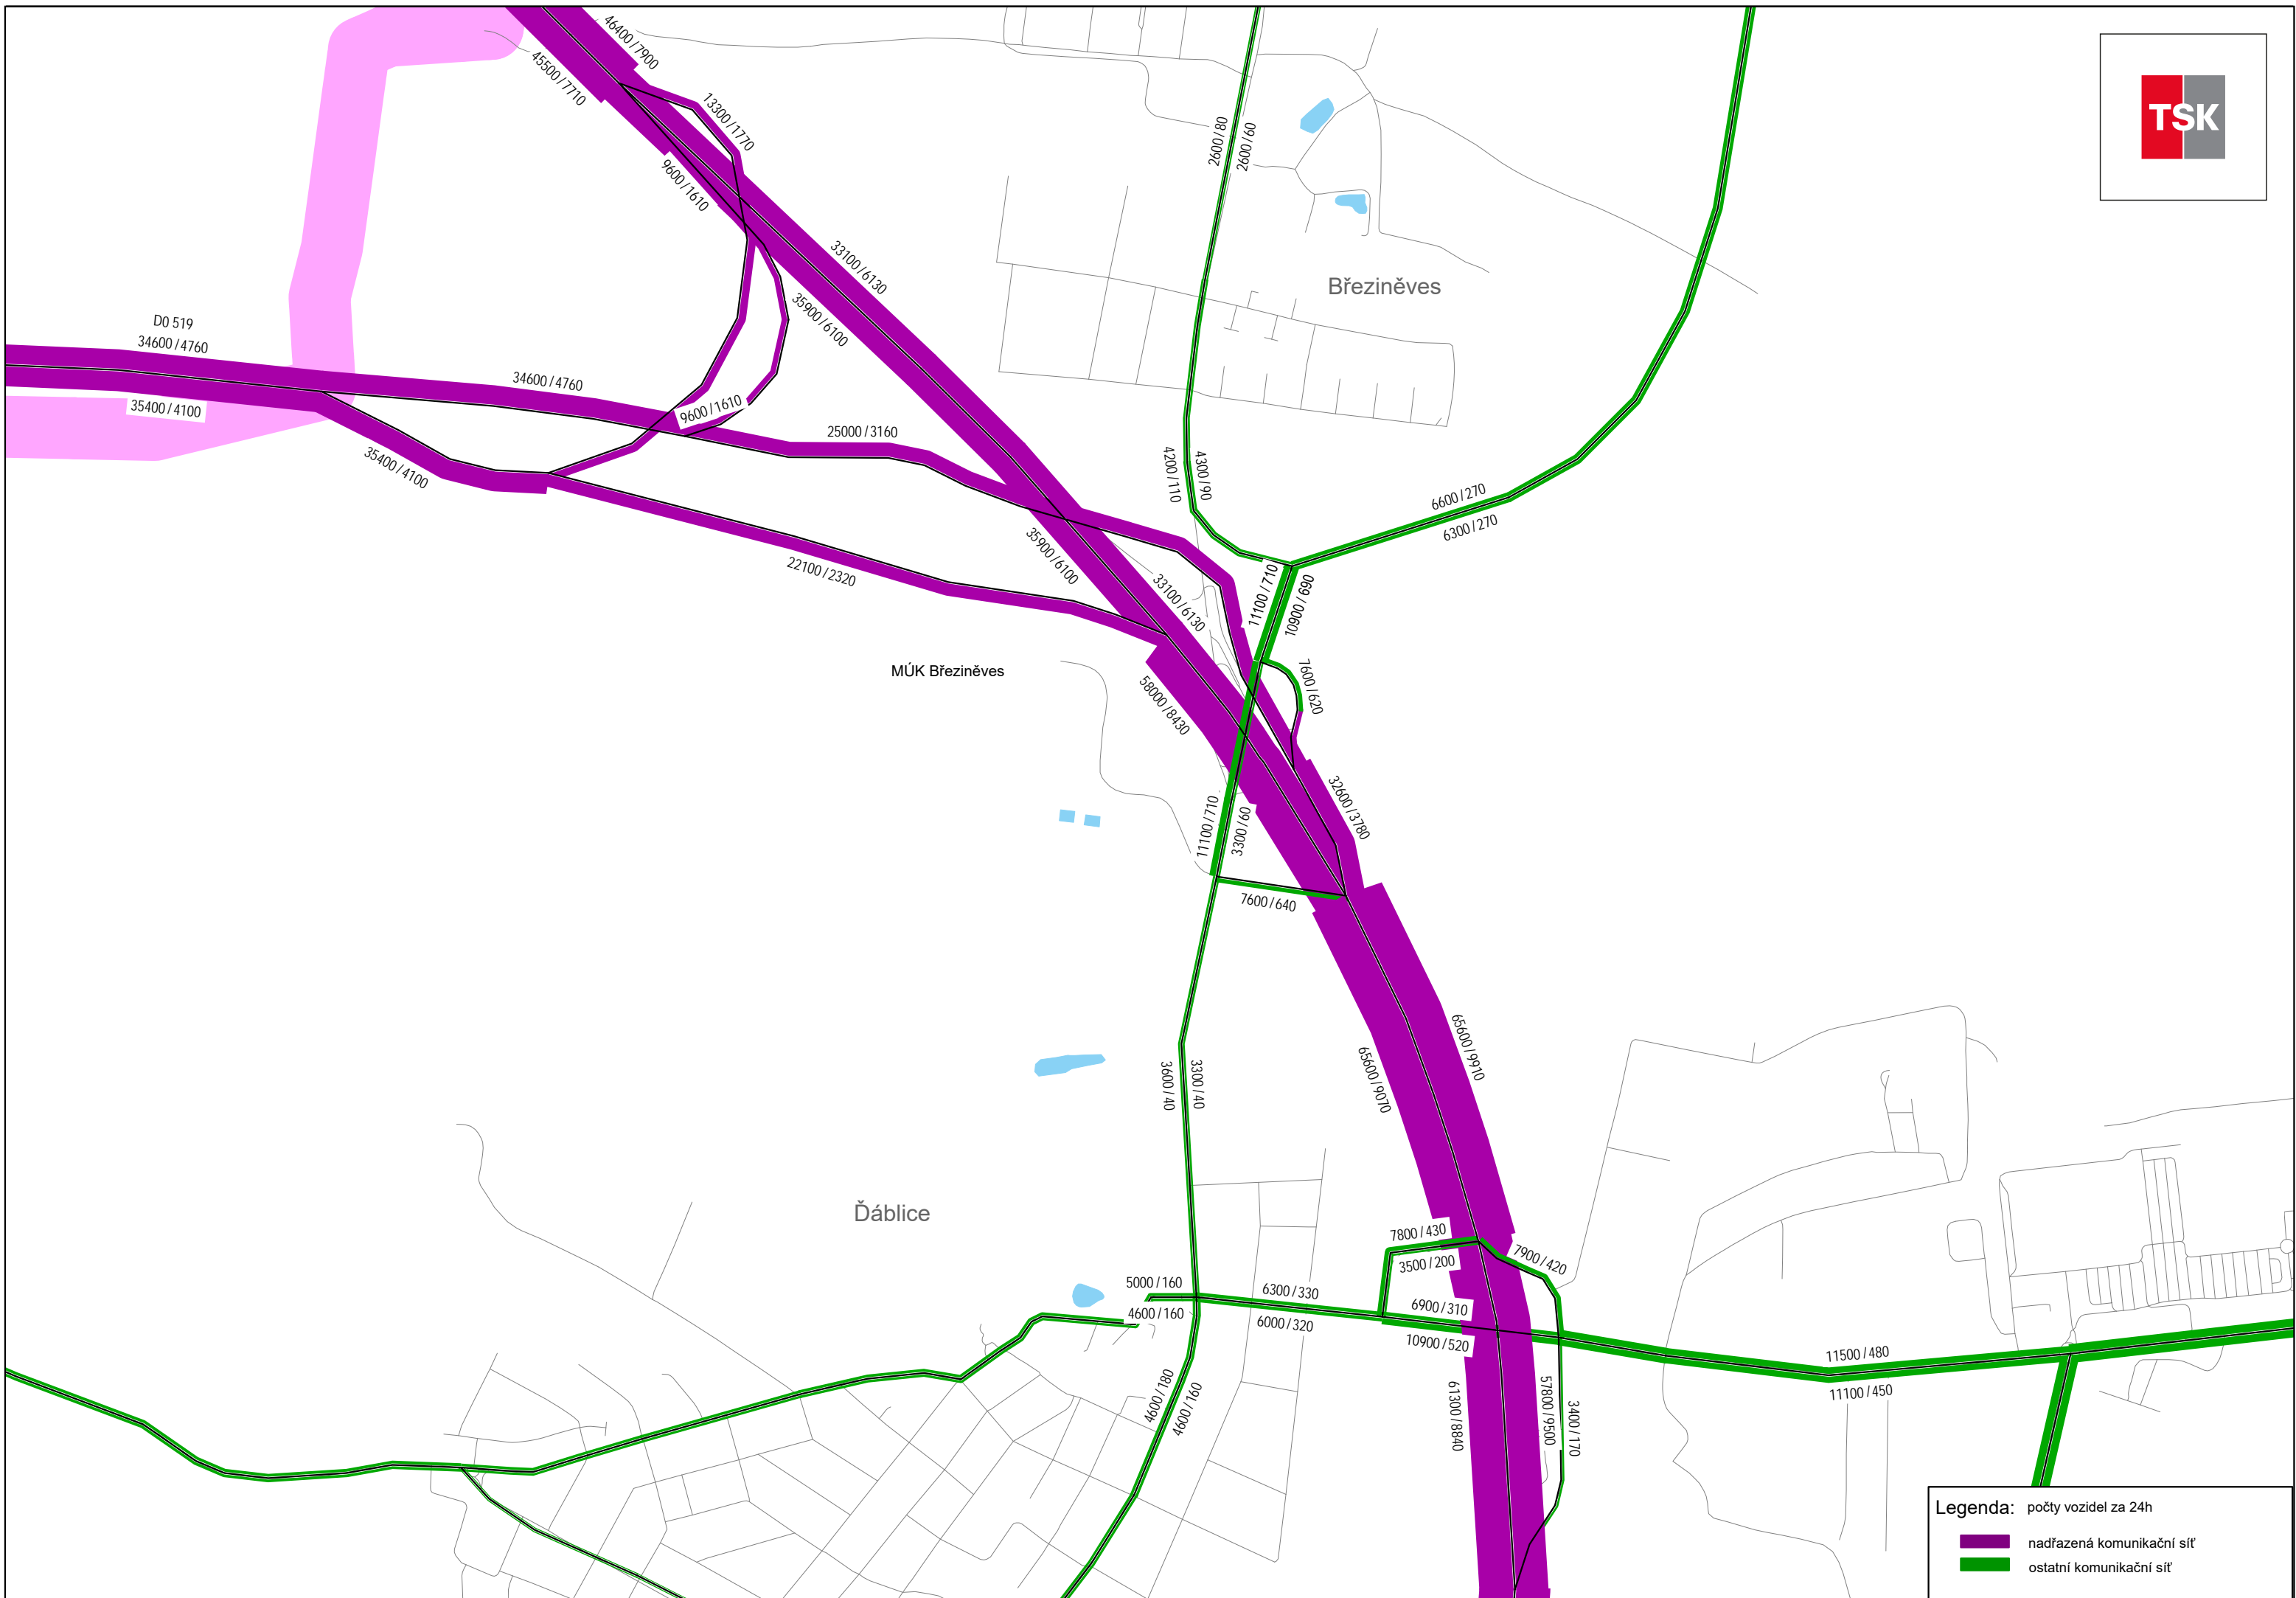 46400 / 7900
45500 / 7710
13300 / 1770
9600 / 1610
2600 / 80
2600 / 60
TSK
33100 / 6130
35900 / 6100
Březiněves
D0 519
34600 / 4760
35400 / 4100
34600 / 4760
9600 / 1610
25000 / 3160
35400 / 4100
4200 / 110
4300 / 90
6600 / 270
6300 / 270
35900 / 6100
22100 / 2320
33100 / 6130
11100 / 710
10900 / 690
MÚK Březiněves
7600 / 620
58000 / 8430
32600 / 3780
11100 / 710
3300 / 60
7600 / 640
65600 / 9910
65600 / 9070
3600 / 40
3300 / 40
Ďáblice
7800 / 430
3500 / 200
7900 / 420
5000 / 160
4600 / 160
6300 / 330
6000 / 320
6900 / 310
10900 / 520
11500 / 480
11100 / 450
4600 / 180
4600 / 160
61300 / 8840
57800 / 9500
3400 / 170
Legenda: počty vozidel za 24h
nadřazená komunikační síť
ostatní komunikační síť